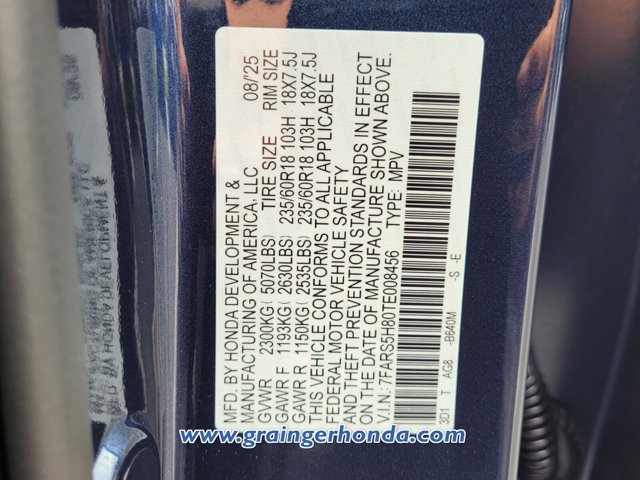 MFD. BY HONDA DEVELOPMENT &
MANUFACTURING OF AMERICA, LLC 08/'25
GVWR 2300KG( 5070LBS) TIRE SIZE RIM SIZE
GAWR F 1193KG( 2630LBS) 235/60R18 103H 18X7.5J
GAWR R 1150KG( 2535LBS) 235/60R18 103H 18X7.5J
THIS VEHICLE CONFORMS TO ALL APPLICABLE
FEDERAL MOTOR VEHICLE SAFETY
AND THEFT PREVENTION STANDARDS IN EFFECT
ON THE DATE OF MANUFACTURE SHOWN ABOVE.
V.I.N: 7FARS5H80TE008456 TYPE: MPV
3D1 T AG8 -B640M -S -E
www.graingerhonda.com